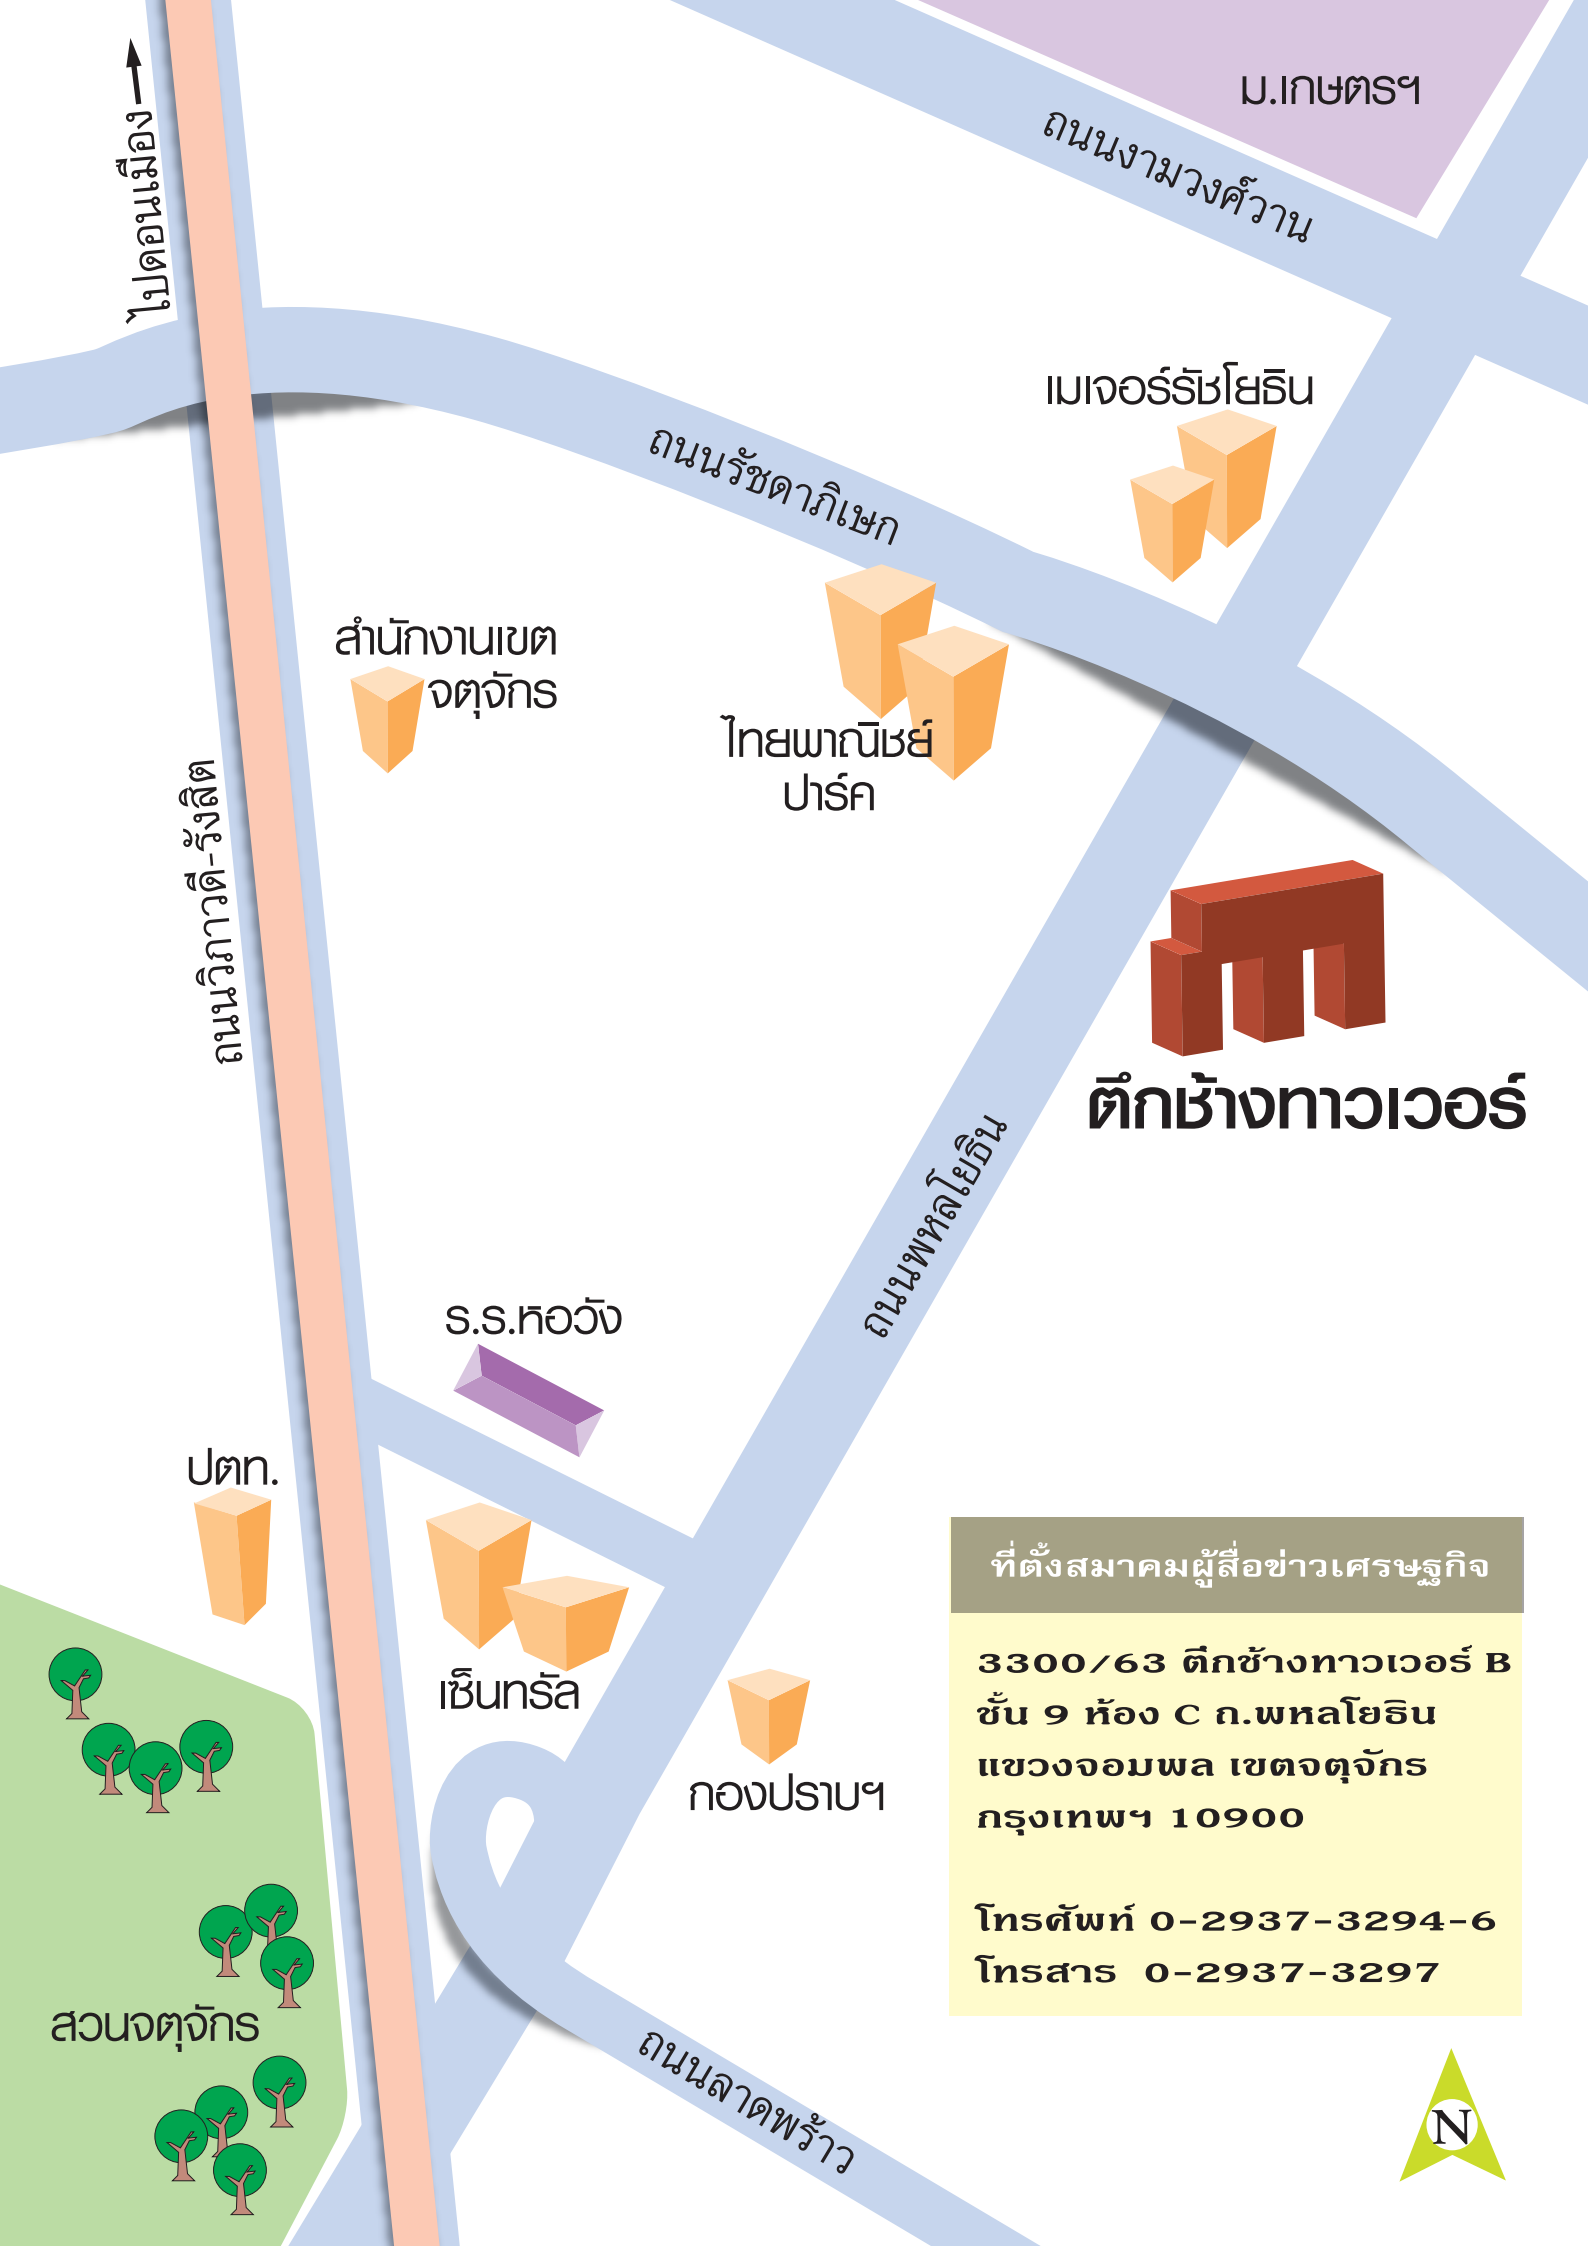 ม.เกษตรฯ
ถนนงามวงศ์วาน
ไปดอนเมือง
เมเจอร์รัชโยธิน
ถนนรัชดาภิเษก
สำนักงานเขต
จตุจักร
ไทยพาณิชย์
ปาร์ค
ถนนวิภาวดี-รังสิต
ตึกช้างทาวเวอร์
ถนนพหลโยธิน
ร.ร.หอวัง
ปตท.
เซ็นทรัล
กองปราบฯ
สวนจตุจักร
ถนนลาดพร้าว
ที่ตั้งสมาคมผู้สื่อข่าวเศรษฐกิจ
3300/63 ตึกช้างทาวเวอร์ B
ชั้น 9 ห้อง C ถ.พหลโยธิน
แขวงจอมพล เขตจตุจักร
กรุงเทพฯ 10900
โทรศัพท์ 0-2937-3294-6
โทรสาร 0-2937-3297
N